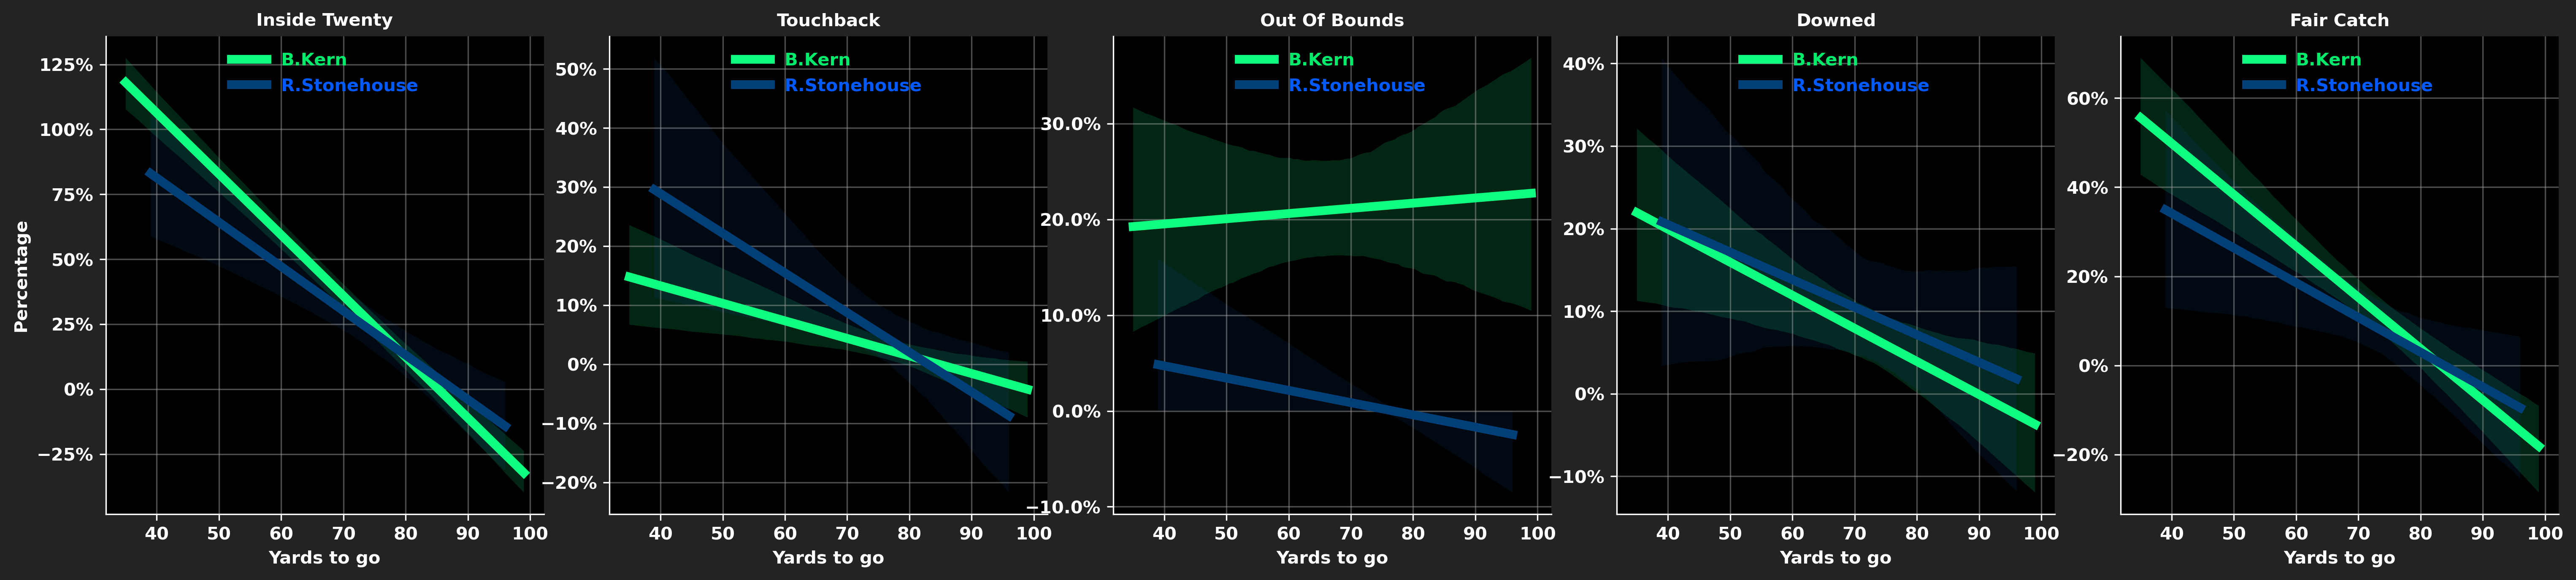 Inside Twenty
Percentage
125%
100%
75%
50%
25%
0%
−25%
B.Kern
R.Stonehouse
40 50 60 70 80 90 100
Yards to go
Touchback
50%
40%
30%
20%
10%
0%
−10%
−20%
B.Kern
R.Stonehouse
40 50 60 70 80 90 100
Yards to go
Out Of Bounds
30.0%
20.0%
10.0%
0.0%
−10.0%
B.Kern
R.Stonehouse
40 50 60 70 80 90 100
Yards to go
Downed
40%
30%
20%
10%
0%
−10%
B.Kern
R.Stonehouse
40 50 60 70 80 90 100
Yards to go
Fair Catch
60%
40%
20%
0%
−20%
B.Kern
R.Stonehouse
40 50 60 70 80 90 100
Yards to go